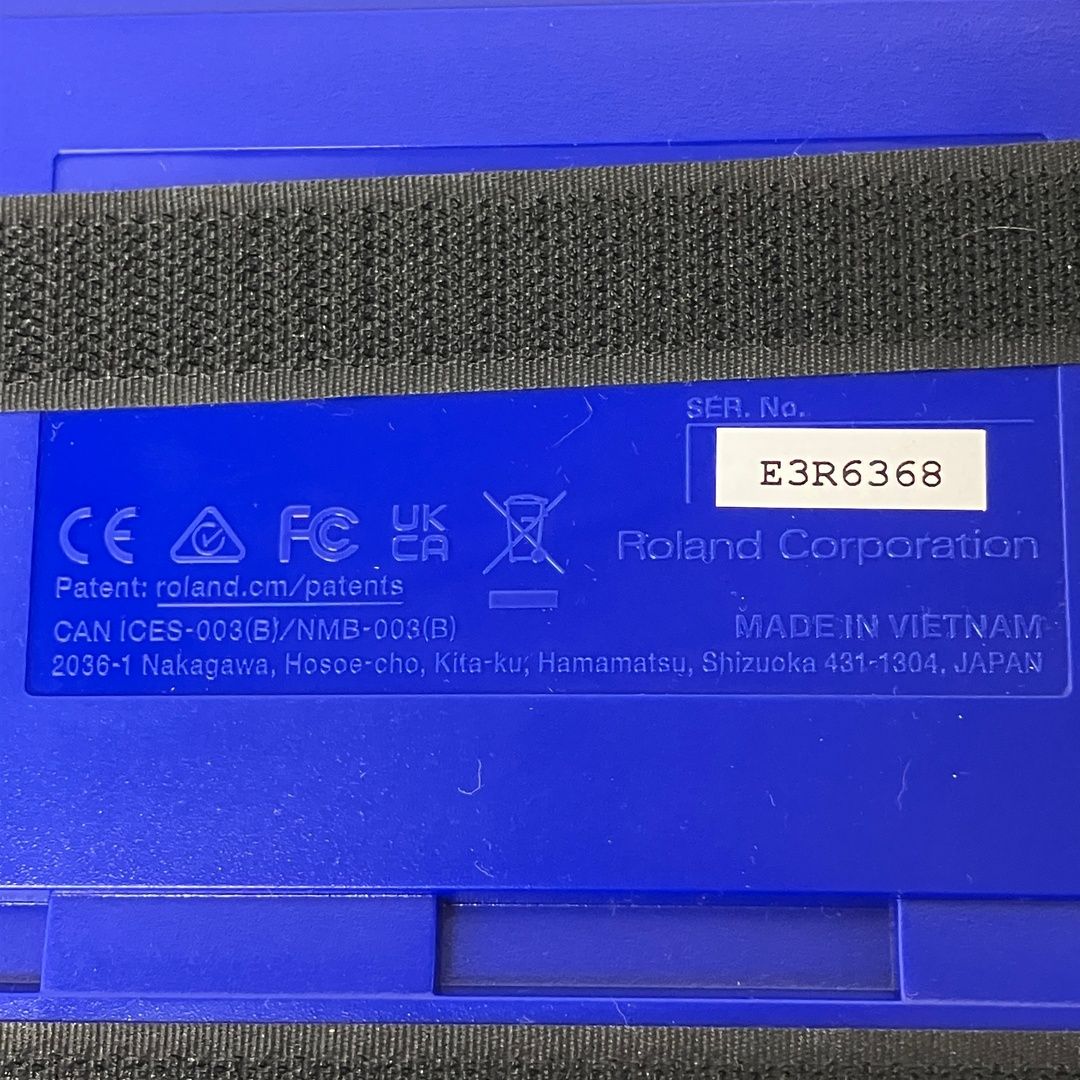 SER. No.
E3R6368
CE FC UK CA
Roland Corporation
Patent: roland.cm/patents
CAN ICES-003(B)/NMB-003(B)
MADE IN VIETNAM
2036-1 Nakagawa, Hosoe-cho, Kita-ku, Hamamatsu, Shizuoka 431-1304, JAPAN